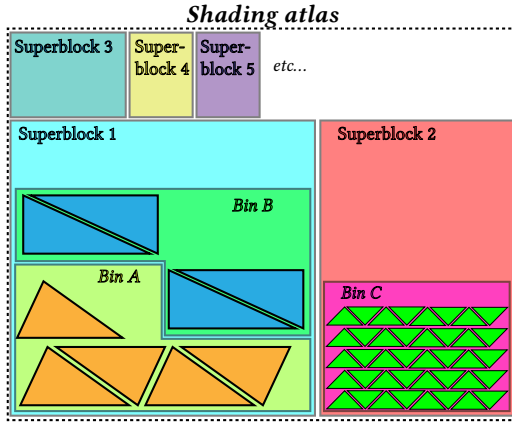 Shading atlas
Superblock 3
Super-
block 4
Super-
block 5
etc...
Superblock 1
Superblock 2
Bin B
Bin A
Bin C